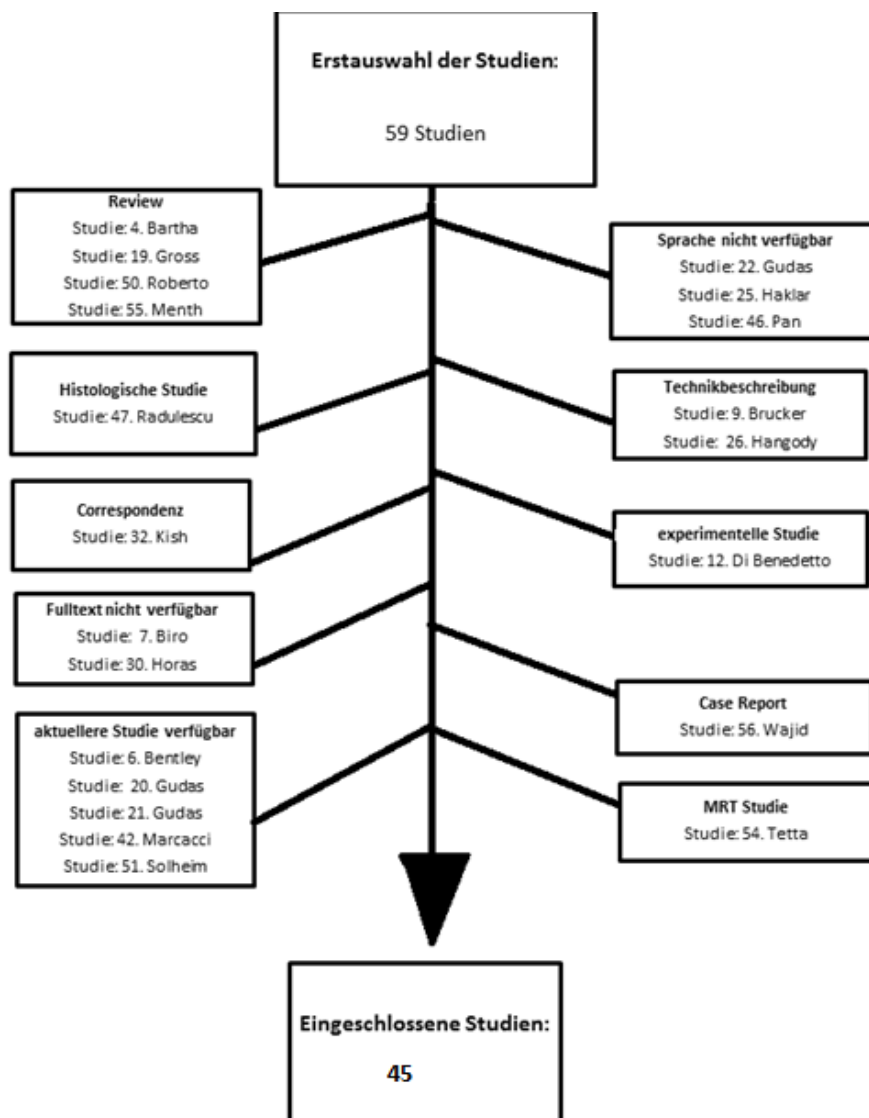 Erstauswahl der Studien:
59 Studien
Review
Studie: 4. Bartha
Studie: 19. Gross
Studie: 50. Roberto
Studie: 55. Menth
Sprache nicht verfügbar
Studie: 22. Gudas
Studie: 25. Haklar
Studie: 46. Pan
Histologische Studie
Studie: 47. Radulescu
Technikbeschreibung
Studie: 9. Brucker
Studie: 26. Hangody
Correspondenz
Studie: 32. Kish
experimentelle Studie
Studie: 12. Di Benedetto
Fulltext nicht verfügbar
Studie: 7. Biro
Studie: 30. Horas
Case Report
Studie: 56. Wajid
aktuellere Studie verfügbar
Studie: 6. Bentley
Studie: 20. Gudas
Studie: 21. Gudas
Studie: 42. Marcacci
Studie: 51. Solheim
MRT Studie
Studie: 54. Tetta
Eingeschlossene Studien:
45